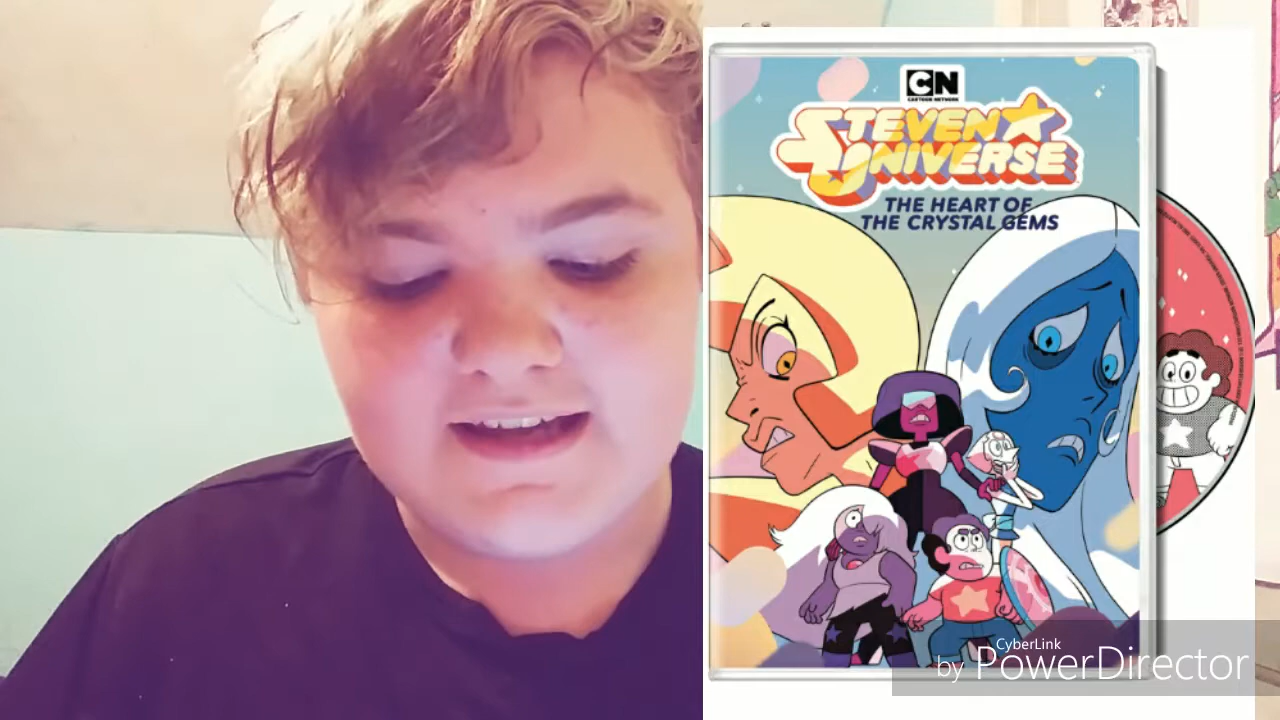 CN
CARTOON NETWORK
STEVEN
UNIVERSE
THE HEART OF
THE CRYSTAL GEMS
CyberLink
by PowerDirector